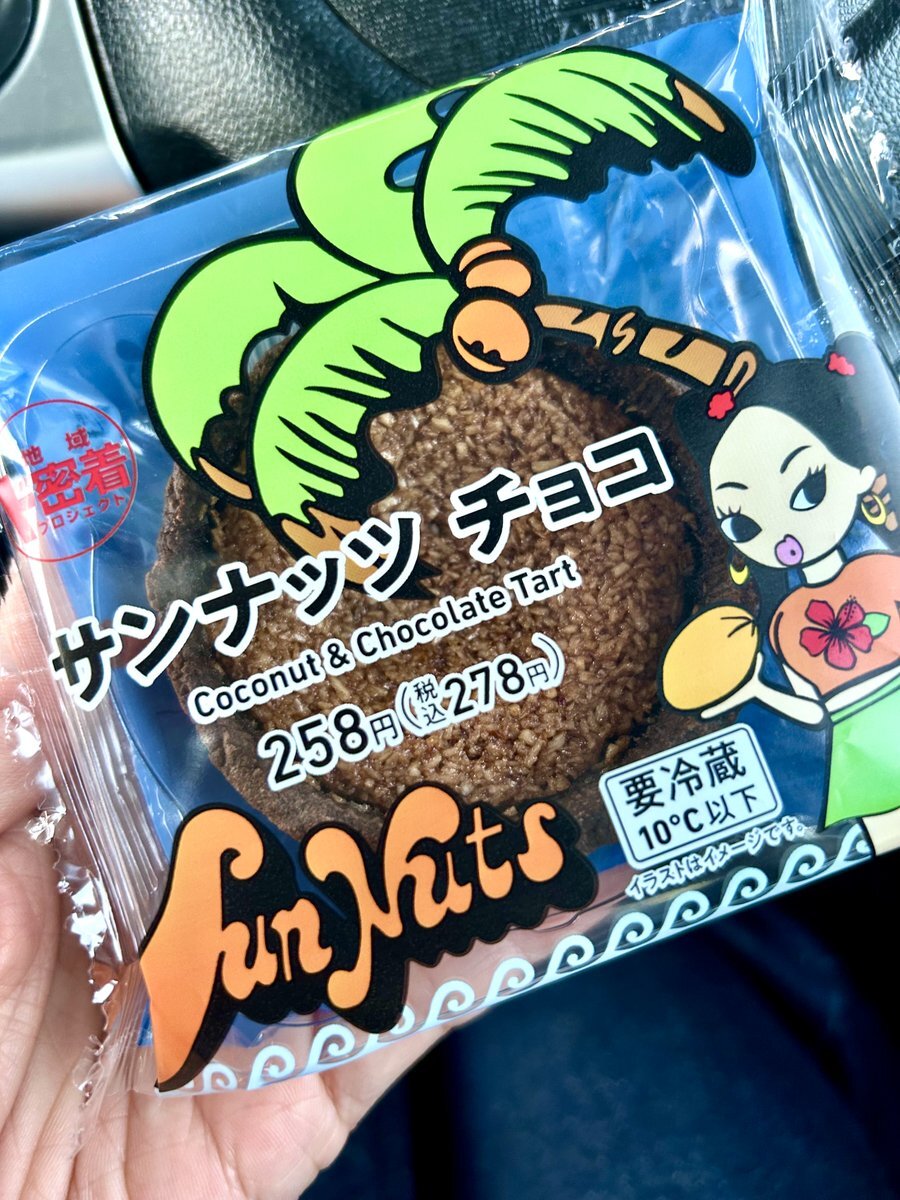 地域
密着
プロジェクト
サンナッツ チョコ
Coconut & Chocolate Tart
258円(税込278円)
要冷蔵
10°C以下
イラストはイメージです。
fun Nuts